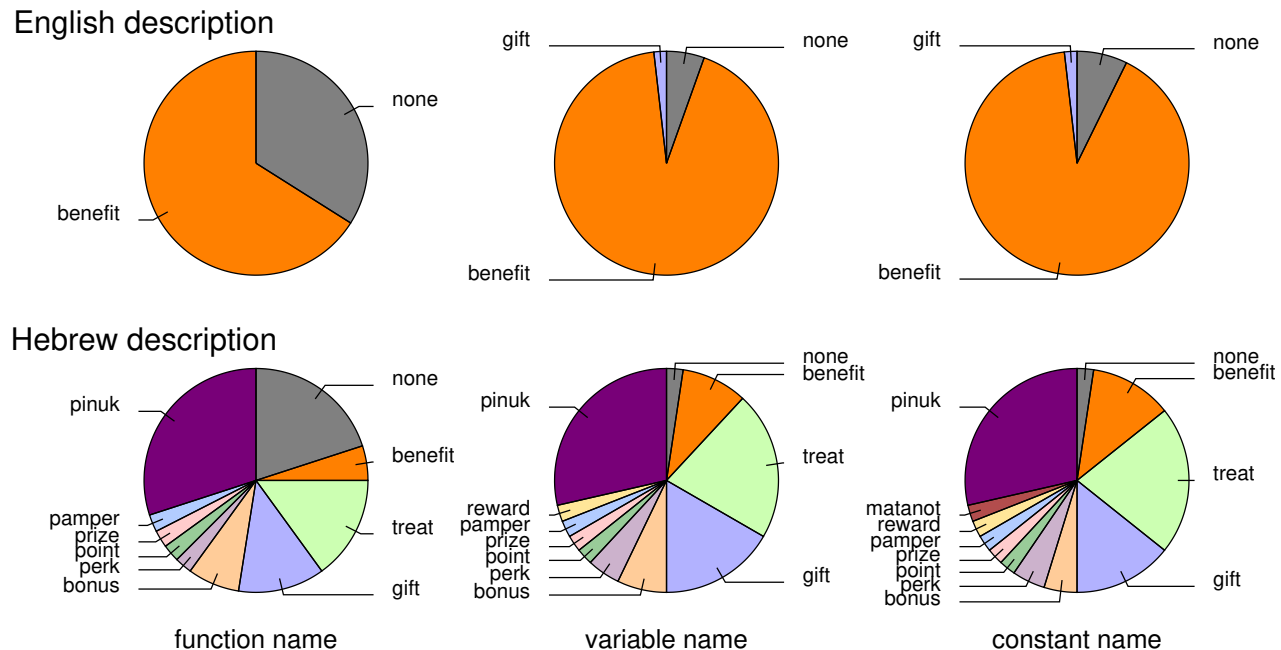 English description
none
benefit
gift
none
benefit
gift
none
benefit
Hebrew description
none
benefit
treat
gift
bonus
perk
point
prize
pamper
pinuk
function name
none
benefit
treat
gift
bonus
perk
point
prize
pamper
reward
pinuk
variable name
none
benefit
treat
gift
bonus
perk
point
prize
pamper
reward
matanot
pinuk
constant name